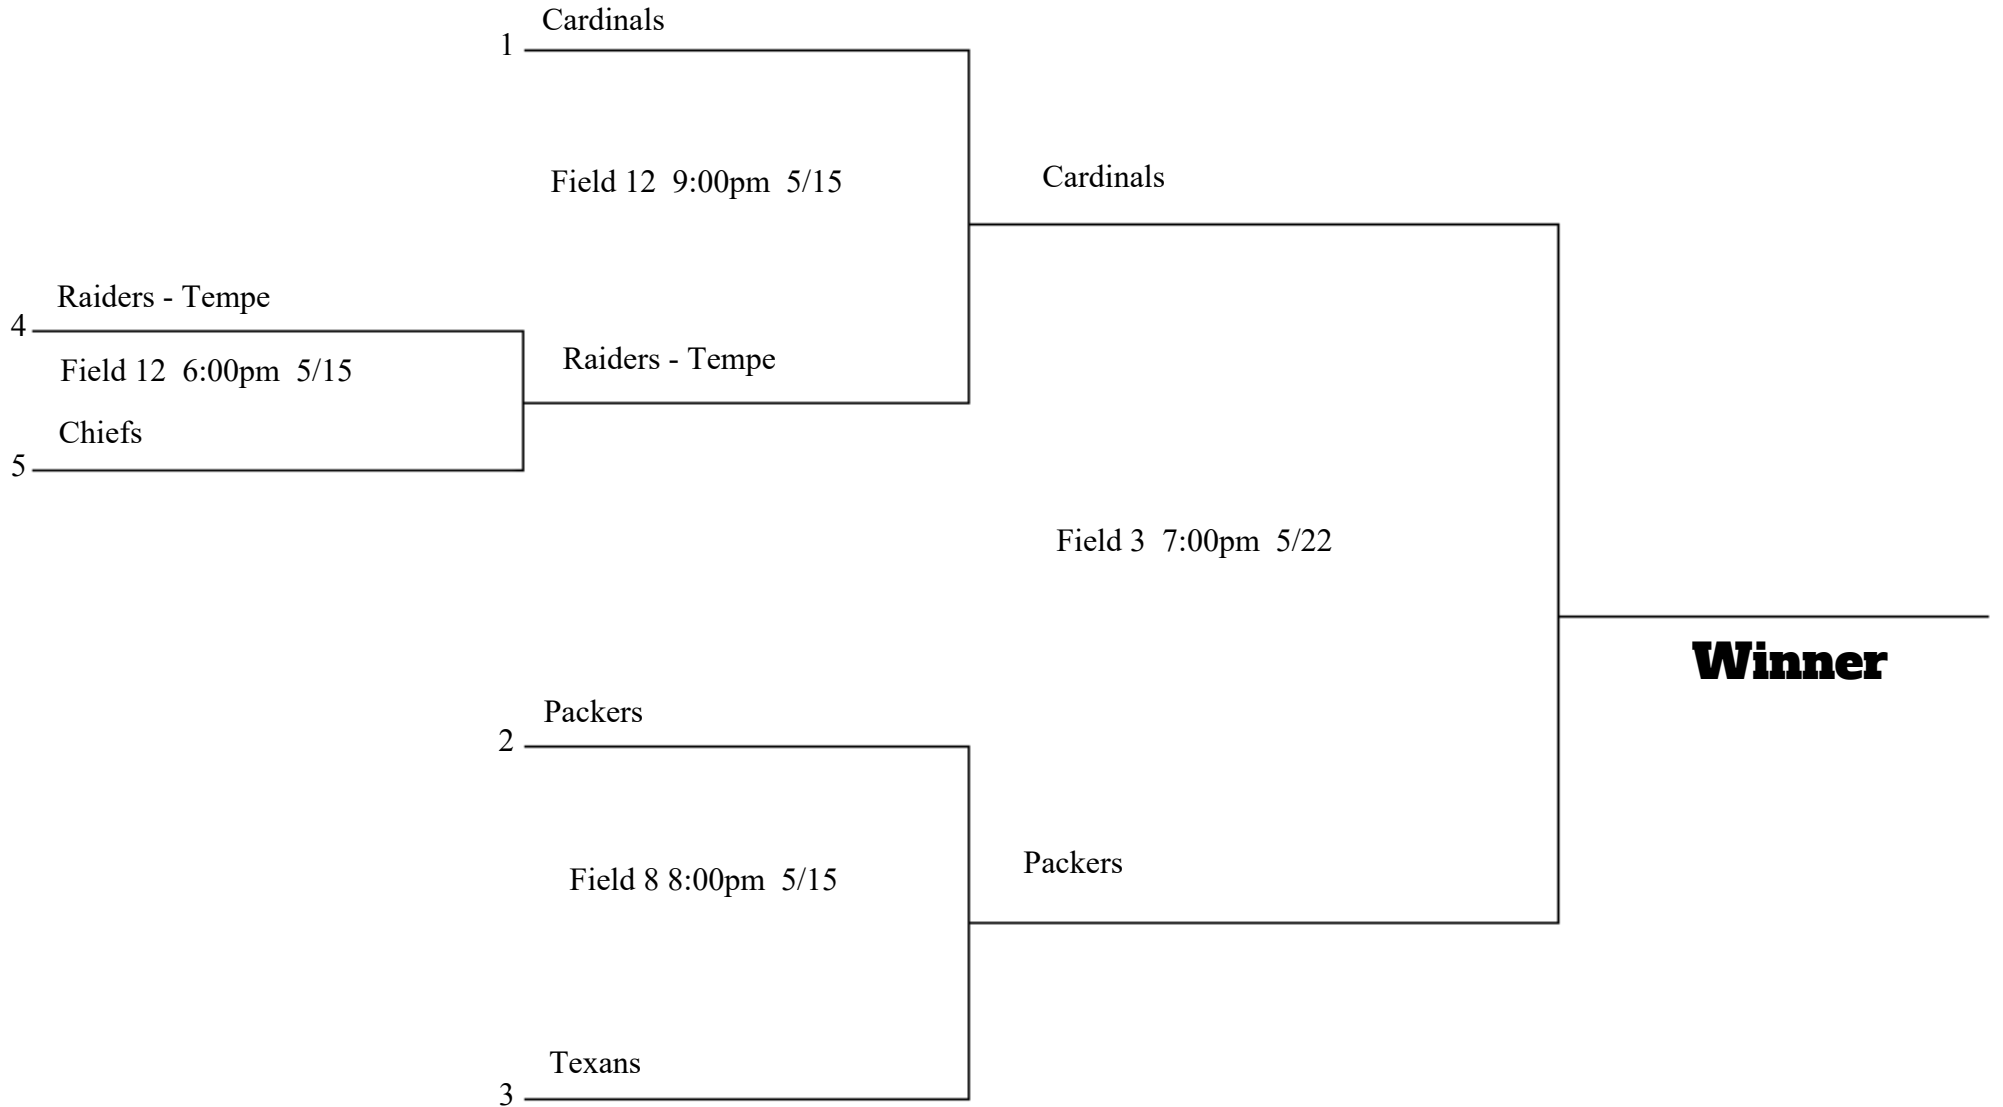 Cardinals
1
Field 12  9:00pm  5/15
Cardinals
Raiders - Tempe
4
Field 12  6:00pm  5/15
Raiders - Tempe
Chiefs
5
Field 3  7:00pm  5/22
Winner
Packers
2
Field 8 8:00pm  5/15
Packers
Texans
3